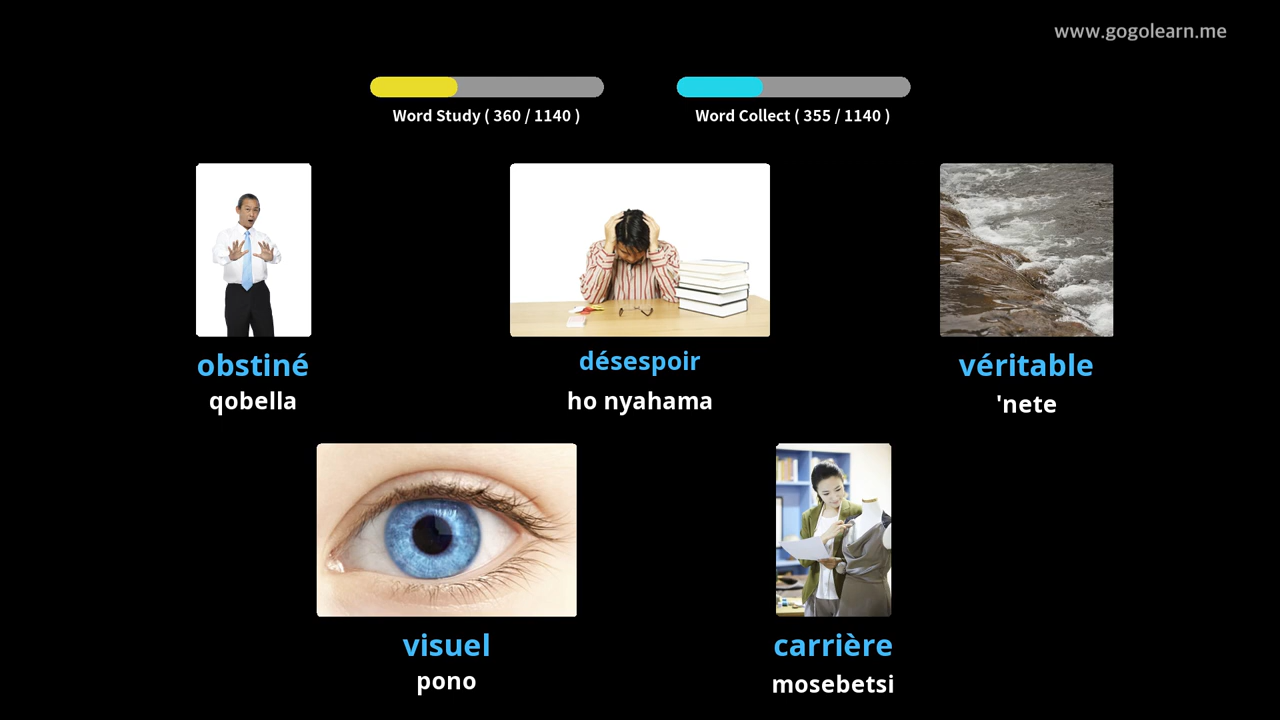 www.gogolearn.me
Word Study ( 360 / 1140 )
Word Collect ( 355 / 1140 )
obstiné
qobella
désespoir
ho nyahama
véritable
'nete
visuel
pono
carrière
mosebetsi